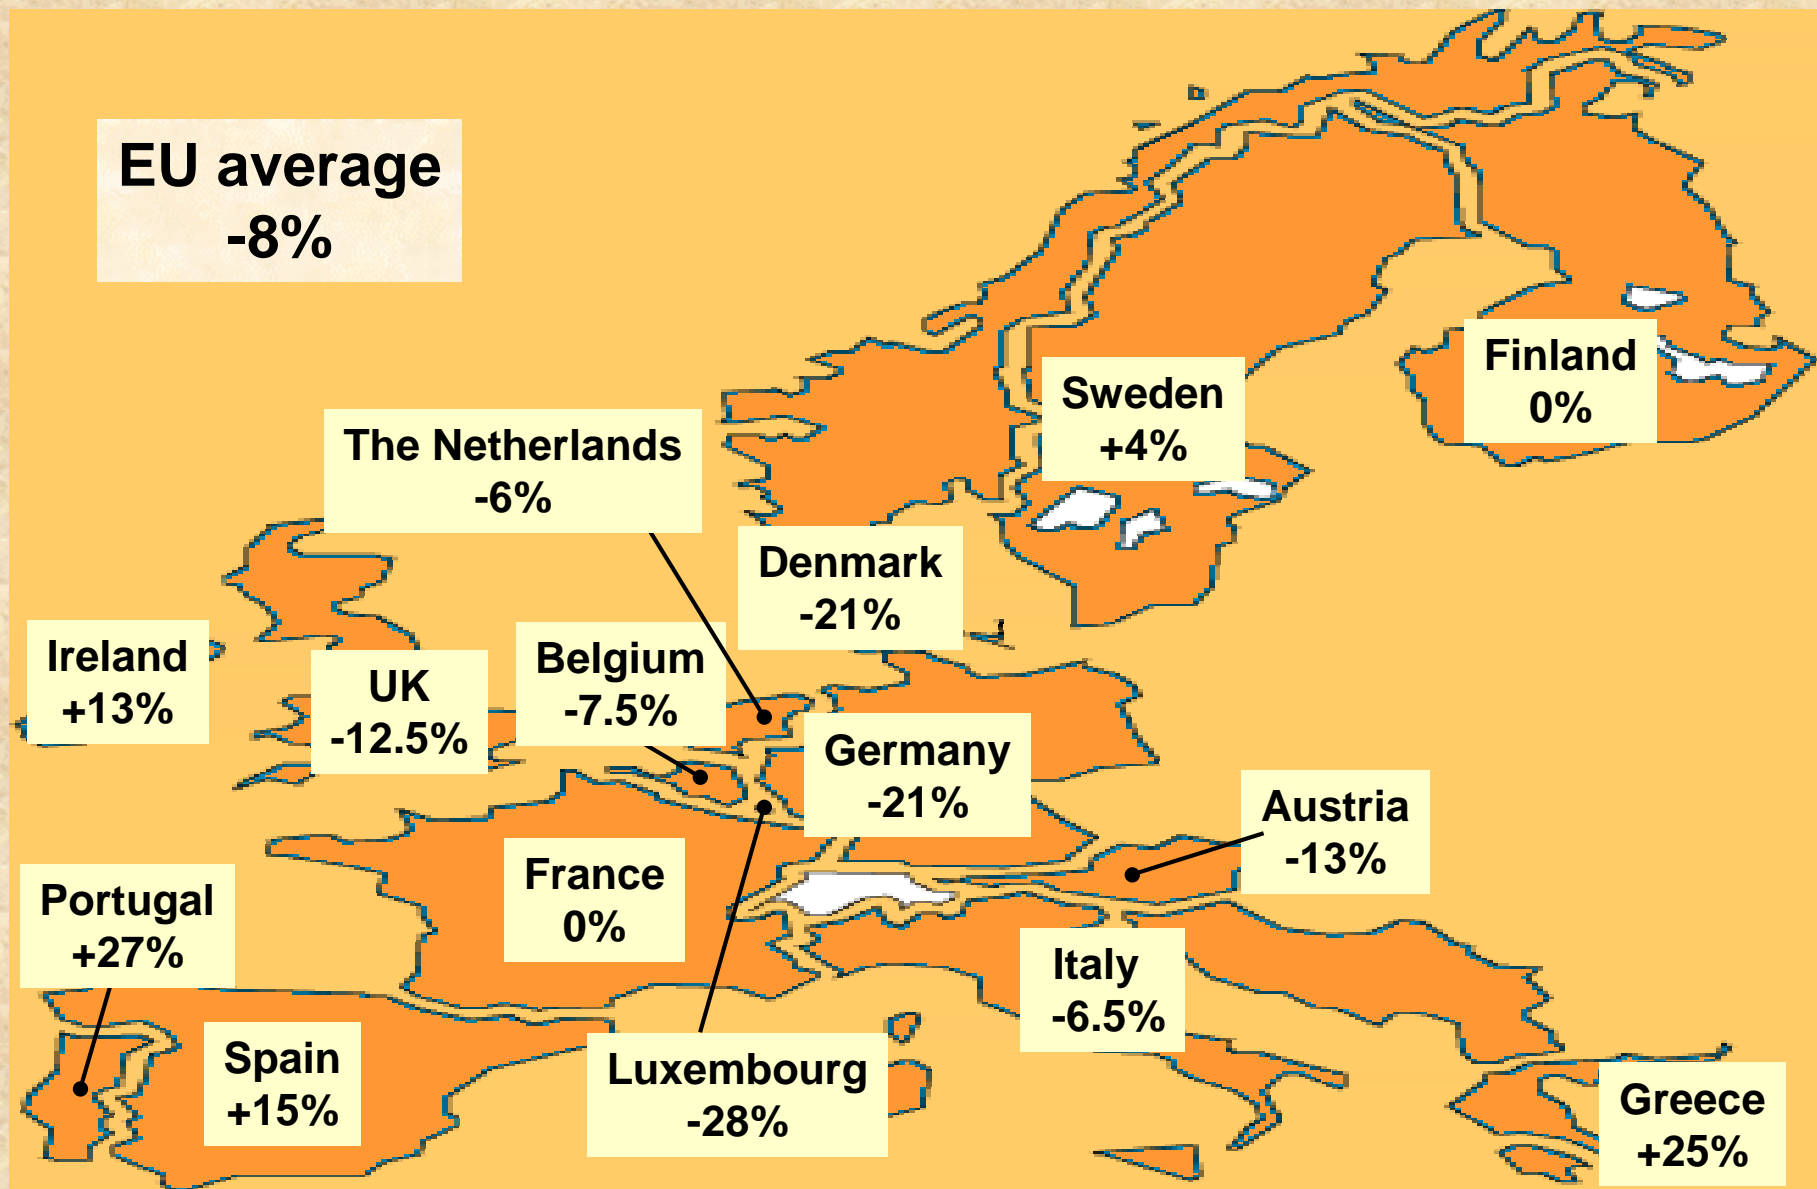 EU average
-8%
Finland
0%
Sweden
+4%
The Netherlands
-6%
Denmark
-21%
Ireland
+13%
UK
-12.5%
Belgium
-7.5%
Germany
-21%
Austria
-13%
France
0%
Portugal
+27%
Italy
-6.5%
Spain
+15%
Luxembourg
-28%
Greece
+25%